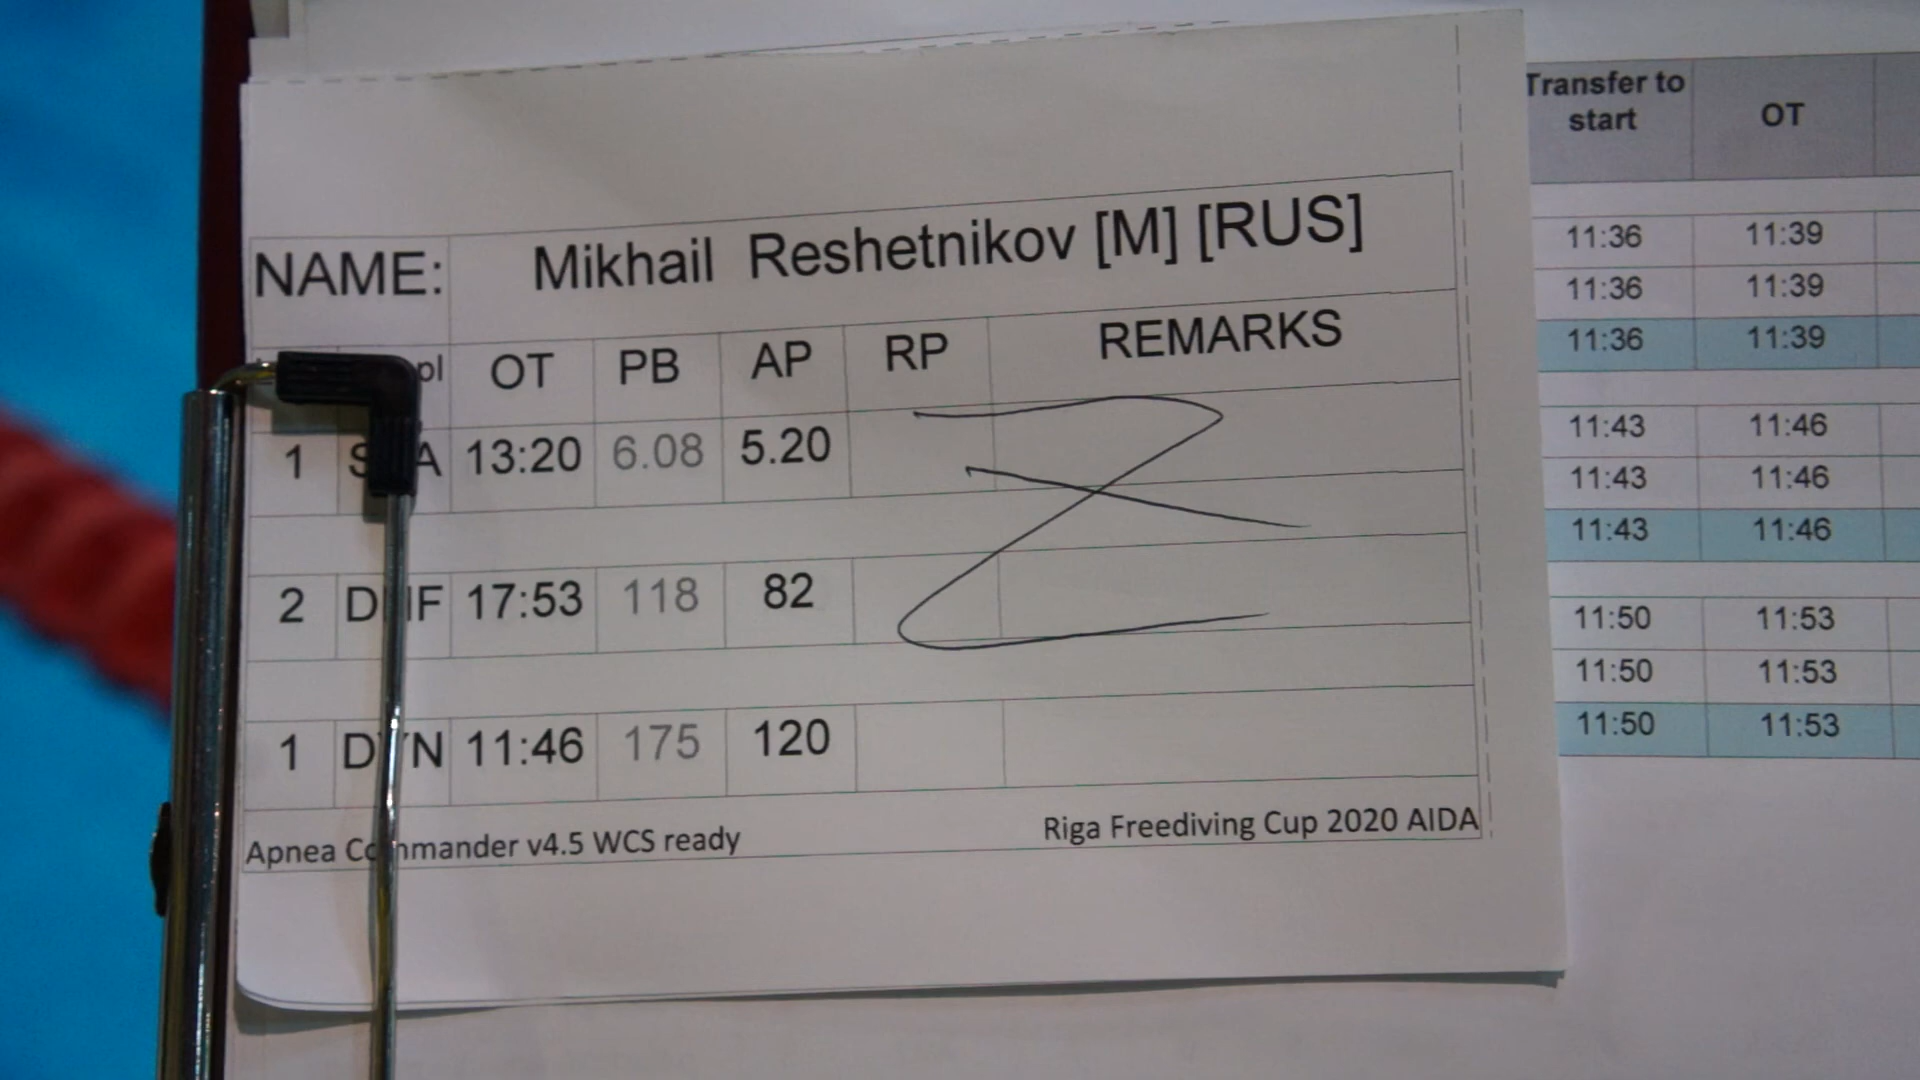 NAME: Mikhail Reshetnikov [M] [RUS]
pl OT PB AP RP REMARKS
1 13:20 6.08 5.20
2 17:53 118 82
1 11:46 175 120
Apnea Commander v4.5 WCS ready
Riga Freediving Cup 2020 AIDA
Transfer to
start
OT
11:36 11:39
11:36 11:39
11:36 11:39
11:43 11:46
11:43 11:46
11:43 11:46
11:50 11:53
11:50 11:53
11:50 11:53